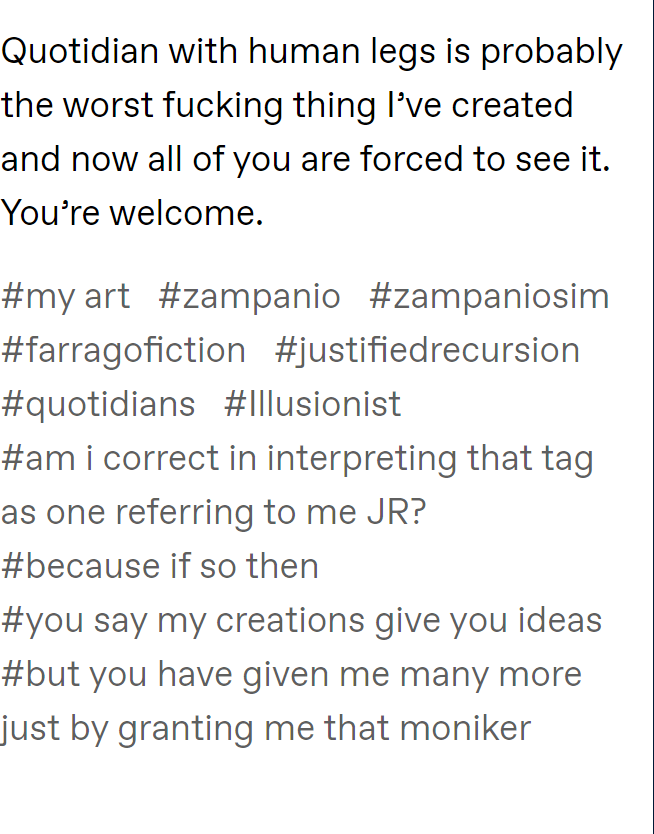 Quotidian with human legs is probably
the worst fucking thing I’ve created
and now all of you are forced to see it.
You’re welcome.
#my art #zampanio #zampaniosim
#farragofiction #justifiedrecursion
#quotidians #Illusionist
#am i correct in interpreting that tag
as one referring to me JR?
#because if so then
#you say my creations give you ideas
#but you have given me many more
just by granting me that moniker